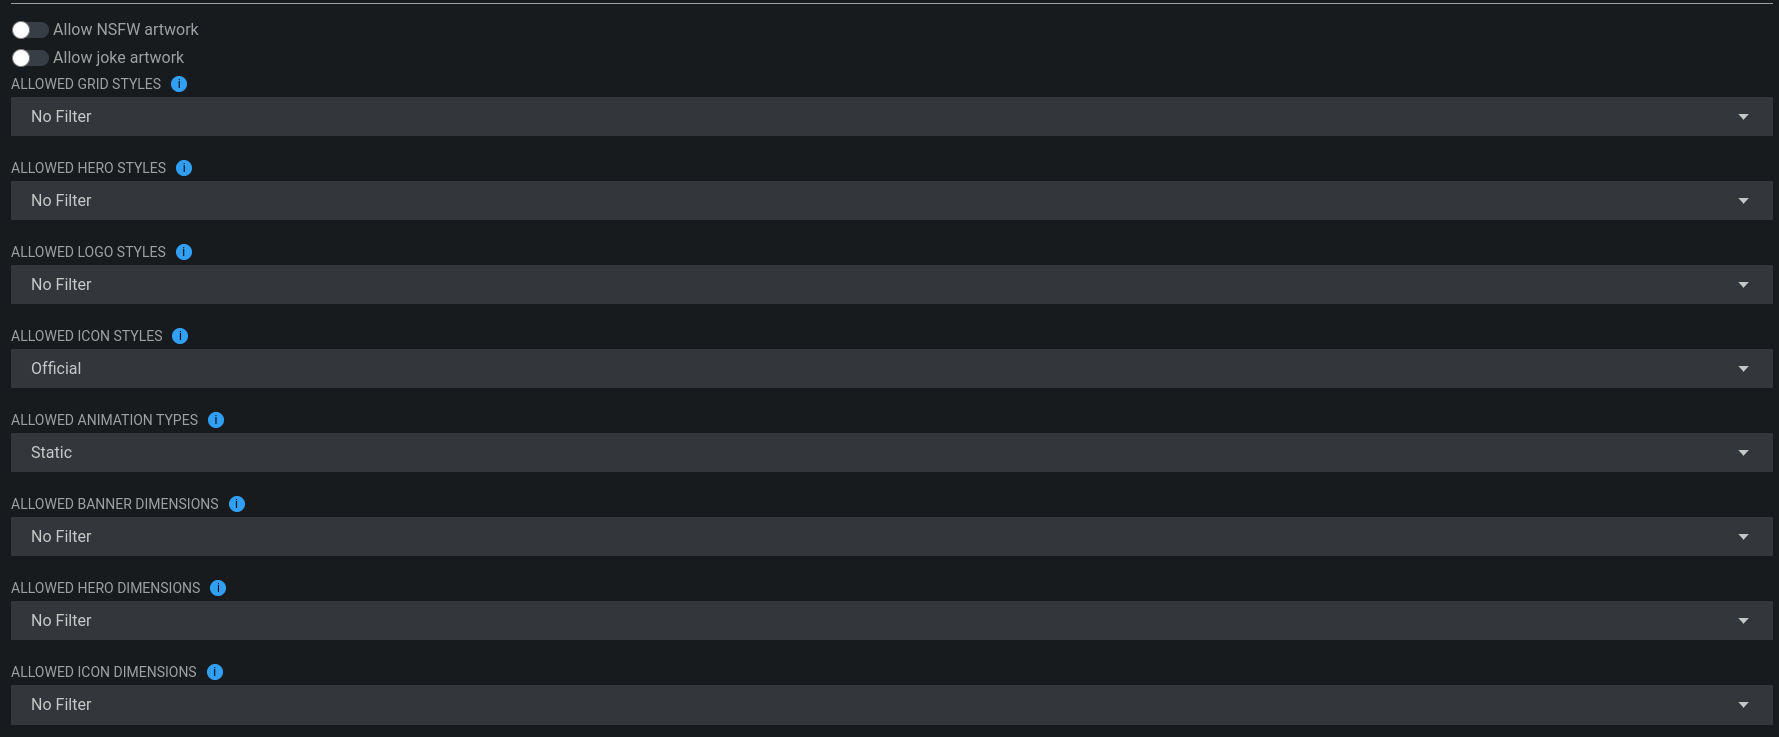 Allow NSFW artwork
Allow joke artwork
ALLOWED GRID STYLES i
No Filter
ALLOWED HERO STYLES i
No Filter
ALLOWED LOGO STYLES i
No Filter
ALLOWED ICON STYLES i
Official
ALLOWED ANIMATION TYPES i
Static
ALLOWED BANNER DIMENSIONS i
No Filter
ALLOWED HERO DIMENSIONS i
No Filter
ALLOWED ICON DIMENSIONS i
No Filter